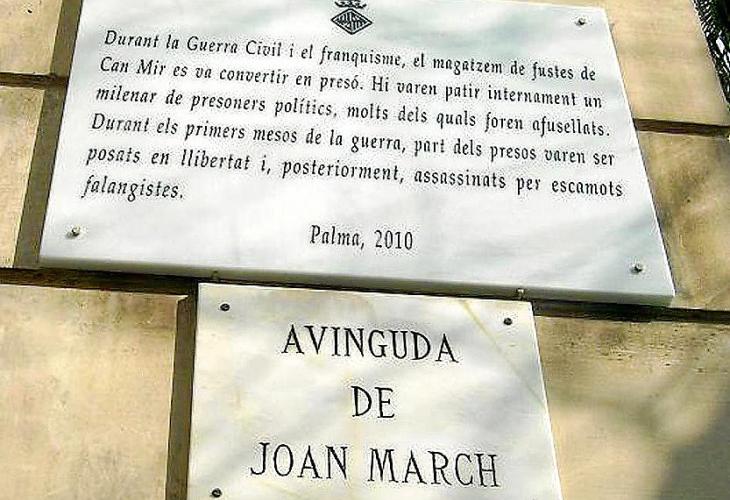 Durant la Guerra Civil i el franquisme, el magatzem de fustes de
Can Mir es va convertir en presó. Hi varen patir internament un
milenar de presoners polítics, molts dels quals foren afusellats.
Durant els primers mesos de la guerra, part dels presos varen ser
posats en llibertat i, posteriorment, assassinats per escamots
falangistes.
Palma, 2010
AVINGUDA
DE
JOAN MARCH